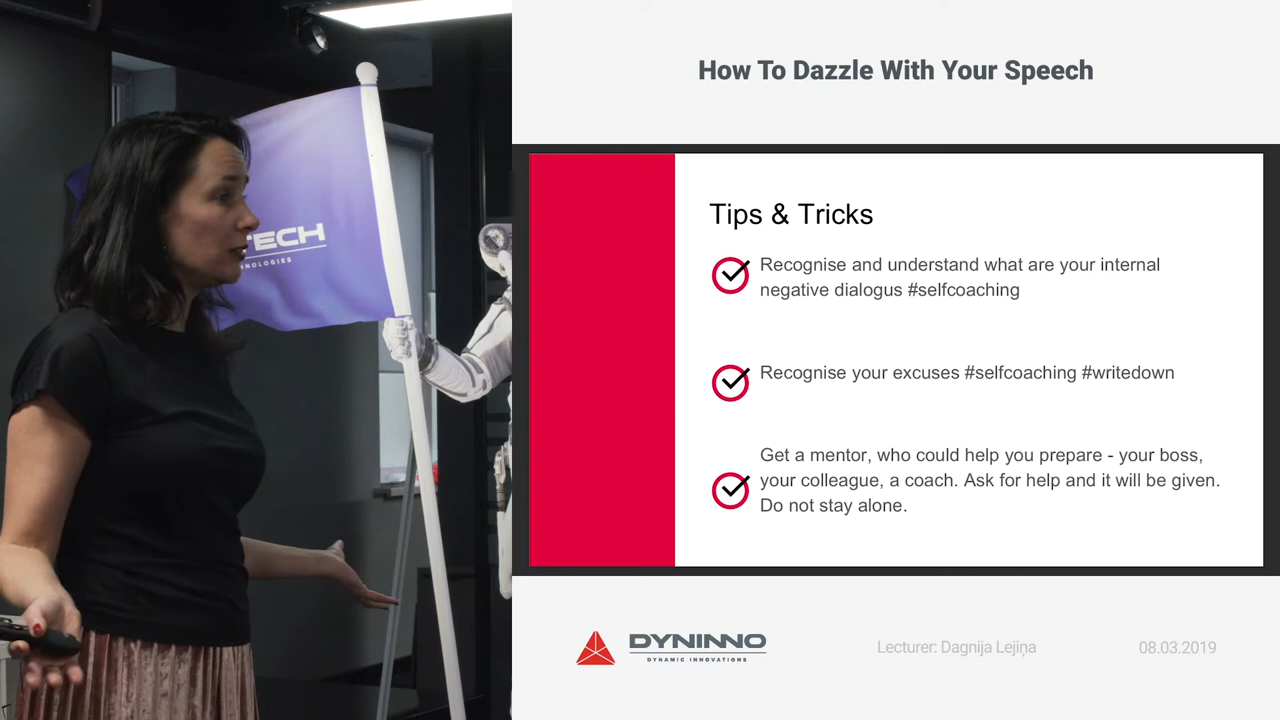 How To Dazzle With Your Speech
TECH
Tips & Tricks
Recognise and understand what are your internal
negative dialogus #selfcoaching
Recognise your excuses #selfcoaching #writedown
Get a mentor, who could help you prepare - your boss,
your colleague, a coach. Ask for help and it will be given.
Do not stay alone.
DYNINNO
DYNAMIC INNOVATIONS
Lecturer: Dagnija Lejiņa
08.03.2019